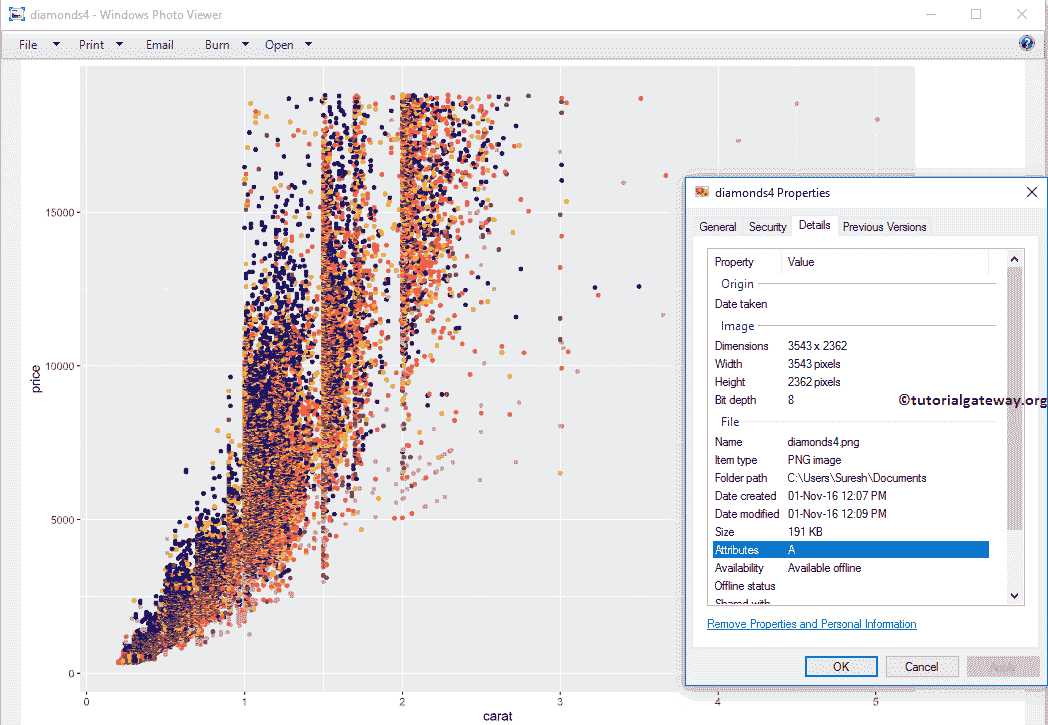 diamonds4 - Windows Photo Viewer
File Print Email Burn Open
15000
10000
5000
0
price
0 1 2 3 4 5
carat
diamonds4 Properties
General Security Details Previous Versions
Property Value
Origin
Date taken
Image
Dimensions 3543 x 2362
Width 3543 pixels
Height 2362 pixels
Bit depth 8
File
Name diamonds4.png
Item type PNG image
Folder path C:\Users\Suresh\Documents
Date created 01-Nov-16 12:07 PM
Date modified 01-Nov-16 12:09 PM
Size 191 KB
Attributes A
Availability Available offline
Offline status
Shared with
Remove Properties and Personal Information
OK Cancel Apply
©tutorialgateway.org